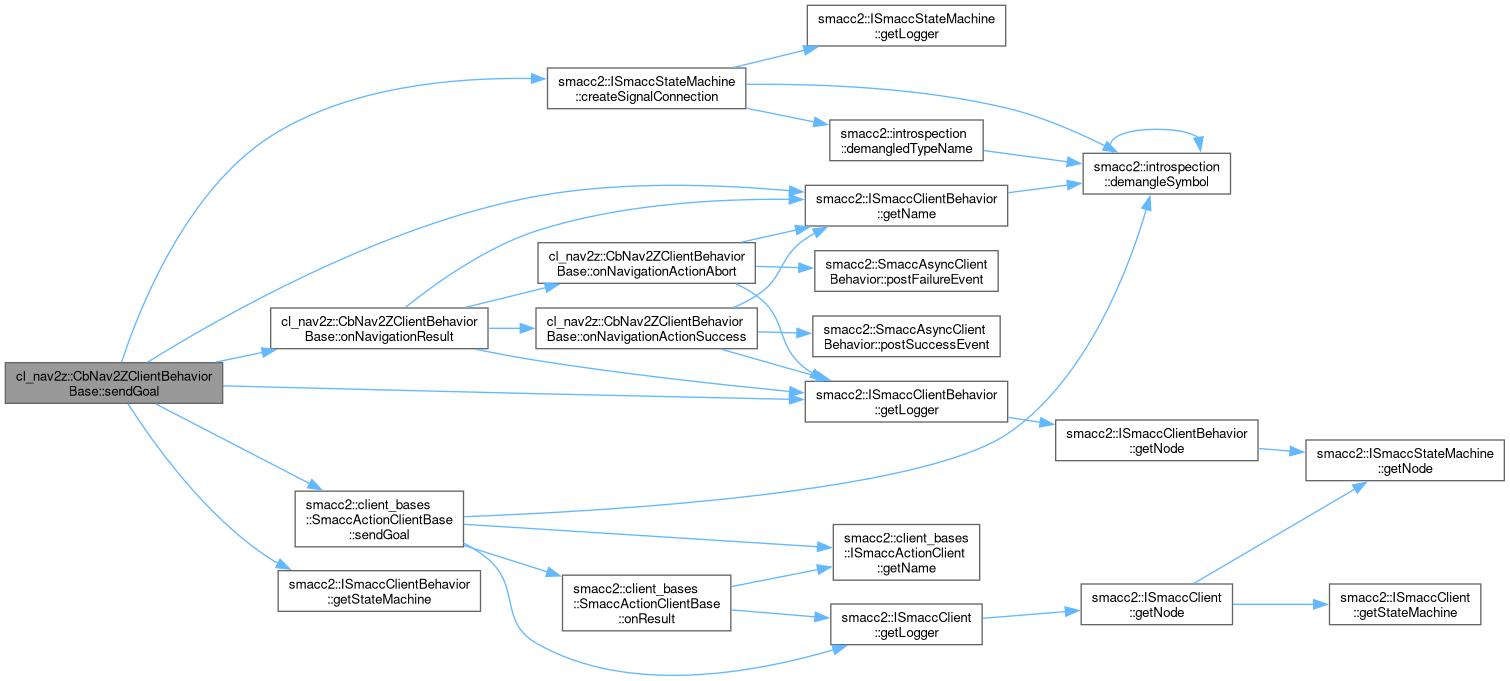 smacc2::ISmaccStateMachine
::getLogger
smacc2::ISmaccStateMachine
::createSignalConnection
smacc2::introspection
::demangledTypeName
smacc2::introspection
::demangleSymbol
smacc2::ISmaccClientBehavior
::getName
cl_nav2z::CbNav2ZClientBehavior
Base::onNavigationActionAbort
smacc2::SmaccAsyncClient
Behavior::postFailureEvent
cl_nav2z::CbNav2ZClientBehavior
Base::onNavigationResult
cl_nav2z::CbNav2ZClientBehavior
Base::onNavigationActionSuccess
smacc2::SmaccAsyncClient
Behavior::postSuccessEvent
cl_nav2z::CbNav2ZClientBehavior
Base::sendGoal
smacc2::ISmaccClientBehavior
::getLogger
smacc2::ISmaccClientBehavior
::getNode
smacc2::ISmaccStateMachine
::getNode
smacc2::client_bases
::SmaccActionClientBase
::sendGoal
smacc2::client_bases
::ISmaccActionClient
::getName
smacc2::ISmaccClientBehavior
::getStateMachine
smacc2::client_bases
::SmaccActionClientBase
::onResult
smacc2::ISmaccClient
::getLogger
smacc2::ISmaccClient
::getNode
smacc2::ISmaccClient
::getStateMachine